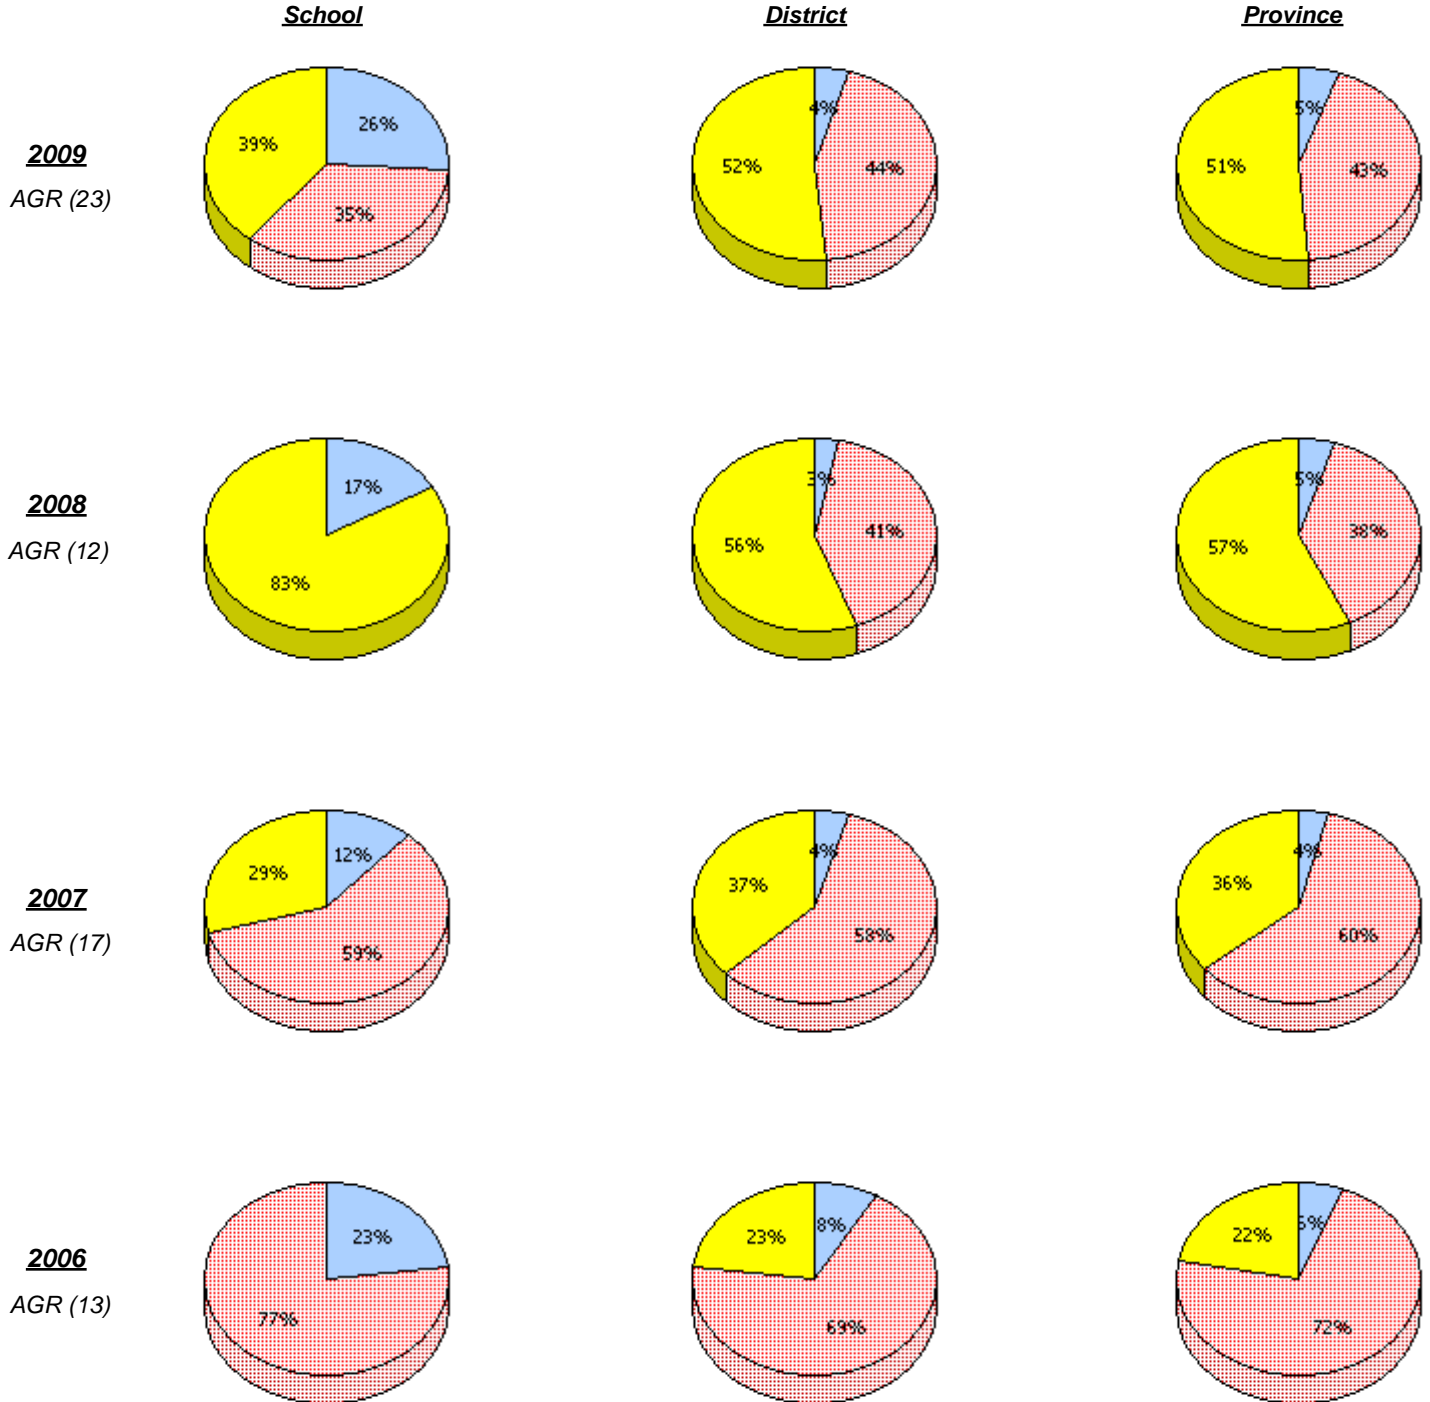 School District Province
39% 26% 52% 4% 44% 51% 5% 43%
2009
AGR (23)
35%
17% 3% 5%
2008
AGR (12)
56% 41% 57% 38%
83%
29% 12% 37% 4% 36% 4%
2007
AGR (17)
59% 58% 60%
23% 23% 8% 22%
2006
AGR (13)
77% 69% 72%